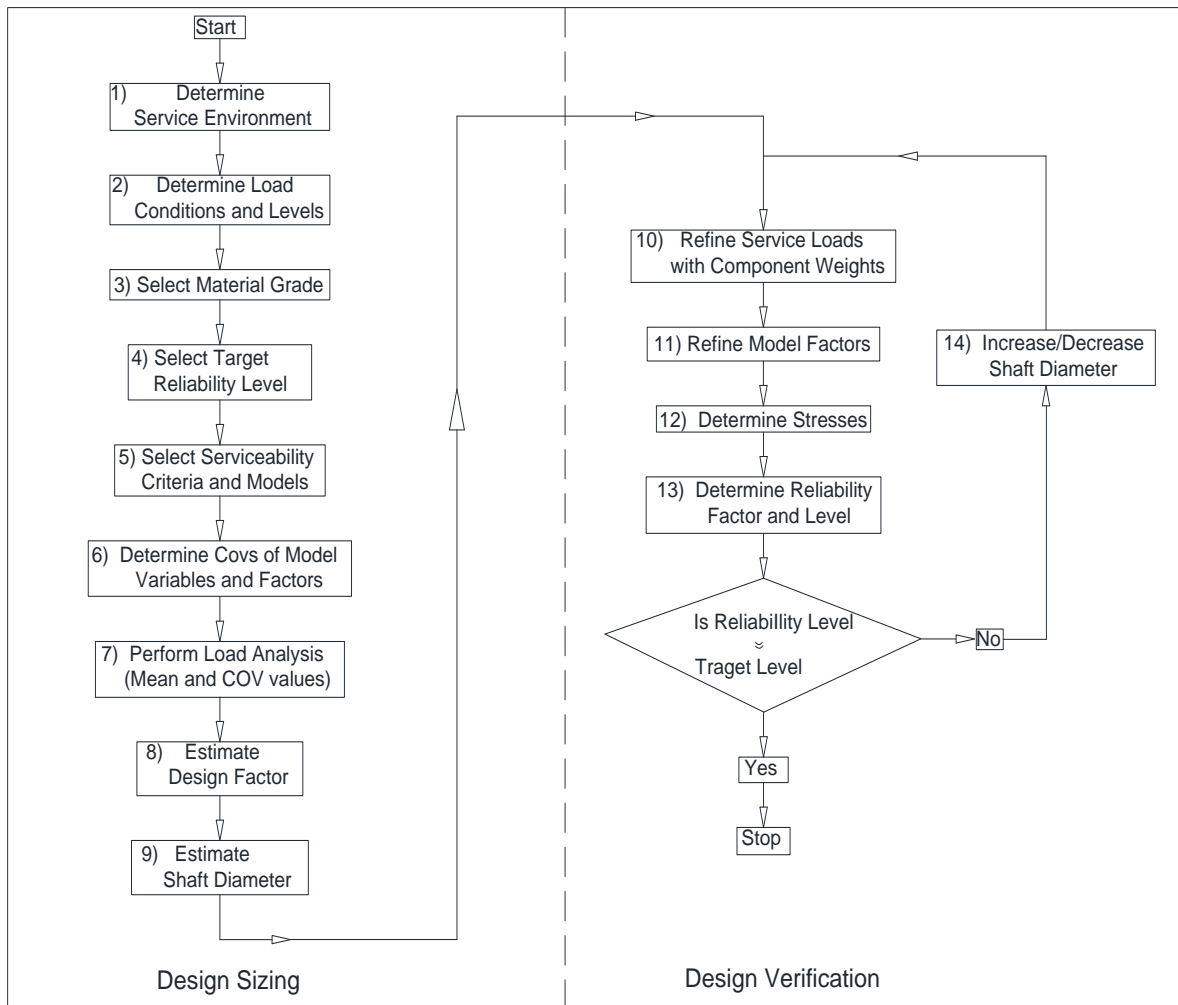 Start
1) Determine
Service Environment
2) Determine Load
Conditions and Levels
3) Select Material Grade
4) Select Target
Reliability Level
5) Select Serviceability
Criteria and Models
6) Determine Covs of Model
Variables and Factors
7) Perform Load Analysis
(Mean and COV values)
8) Estimate
Design Factor
9) Estimate
Shaft Diameter
Design Sizing
10) Refine Service Loads
with Component Weights
11) Refine Model Factors
12) Determine Stresses
13) Determine Reliability
Factor and Level
Is Reliabillity Level
≈
Traget Level
No
14) Increase/Decrease
Shaft Diameter
Yes
Stop
Design Verification